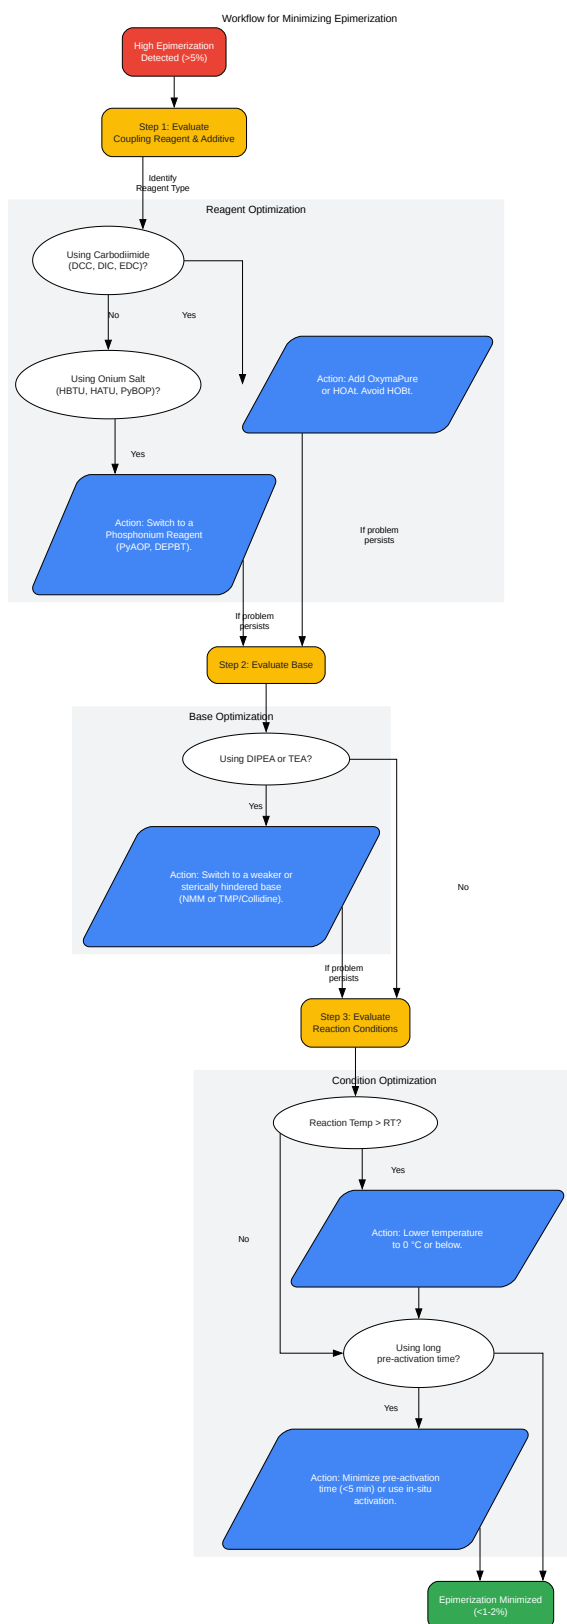 Workflow for Minimizing Epimerization
High Epimerization
Detected (>5%)
Step 1: Evaluate
Coupling Reagent & Additive
Identify
Reagent Type
Reagent Optimization
Using Carbodiimide
(DCC, DIC, EDC)?
No
Yes
Using Onium Salt
(HBTU, HATU, PyBOP)?
Action: Add OxymaPure
or HOAt. Avoid HOBt.
Yes
Action: Switch to a
Phosphonium Reagent
(PyAOP, DEPBT).
If problem
persists
If problem
persists
Step 2: Evaluate Base
Base Optimization
Using DIPEA or TEA?
Yes
Action: Switch to a weaker or
sterically hindered base
(NMM or TMP/Collidine).
No
If problem
persists
Step 3: Evaluate
Reaction Conditions
Condition Optimization
Reaction Temp > RT?
Yes
No
Action: Lower temperature
to 0 °C or below.
Using long
pre-activation time?
Yes
Action: Minimize pre-activation
time (<5 min) or use in-situ
activation.
Epimerization Minimized
(<1-2%)